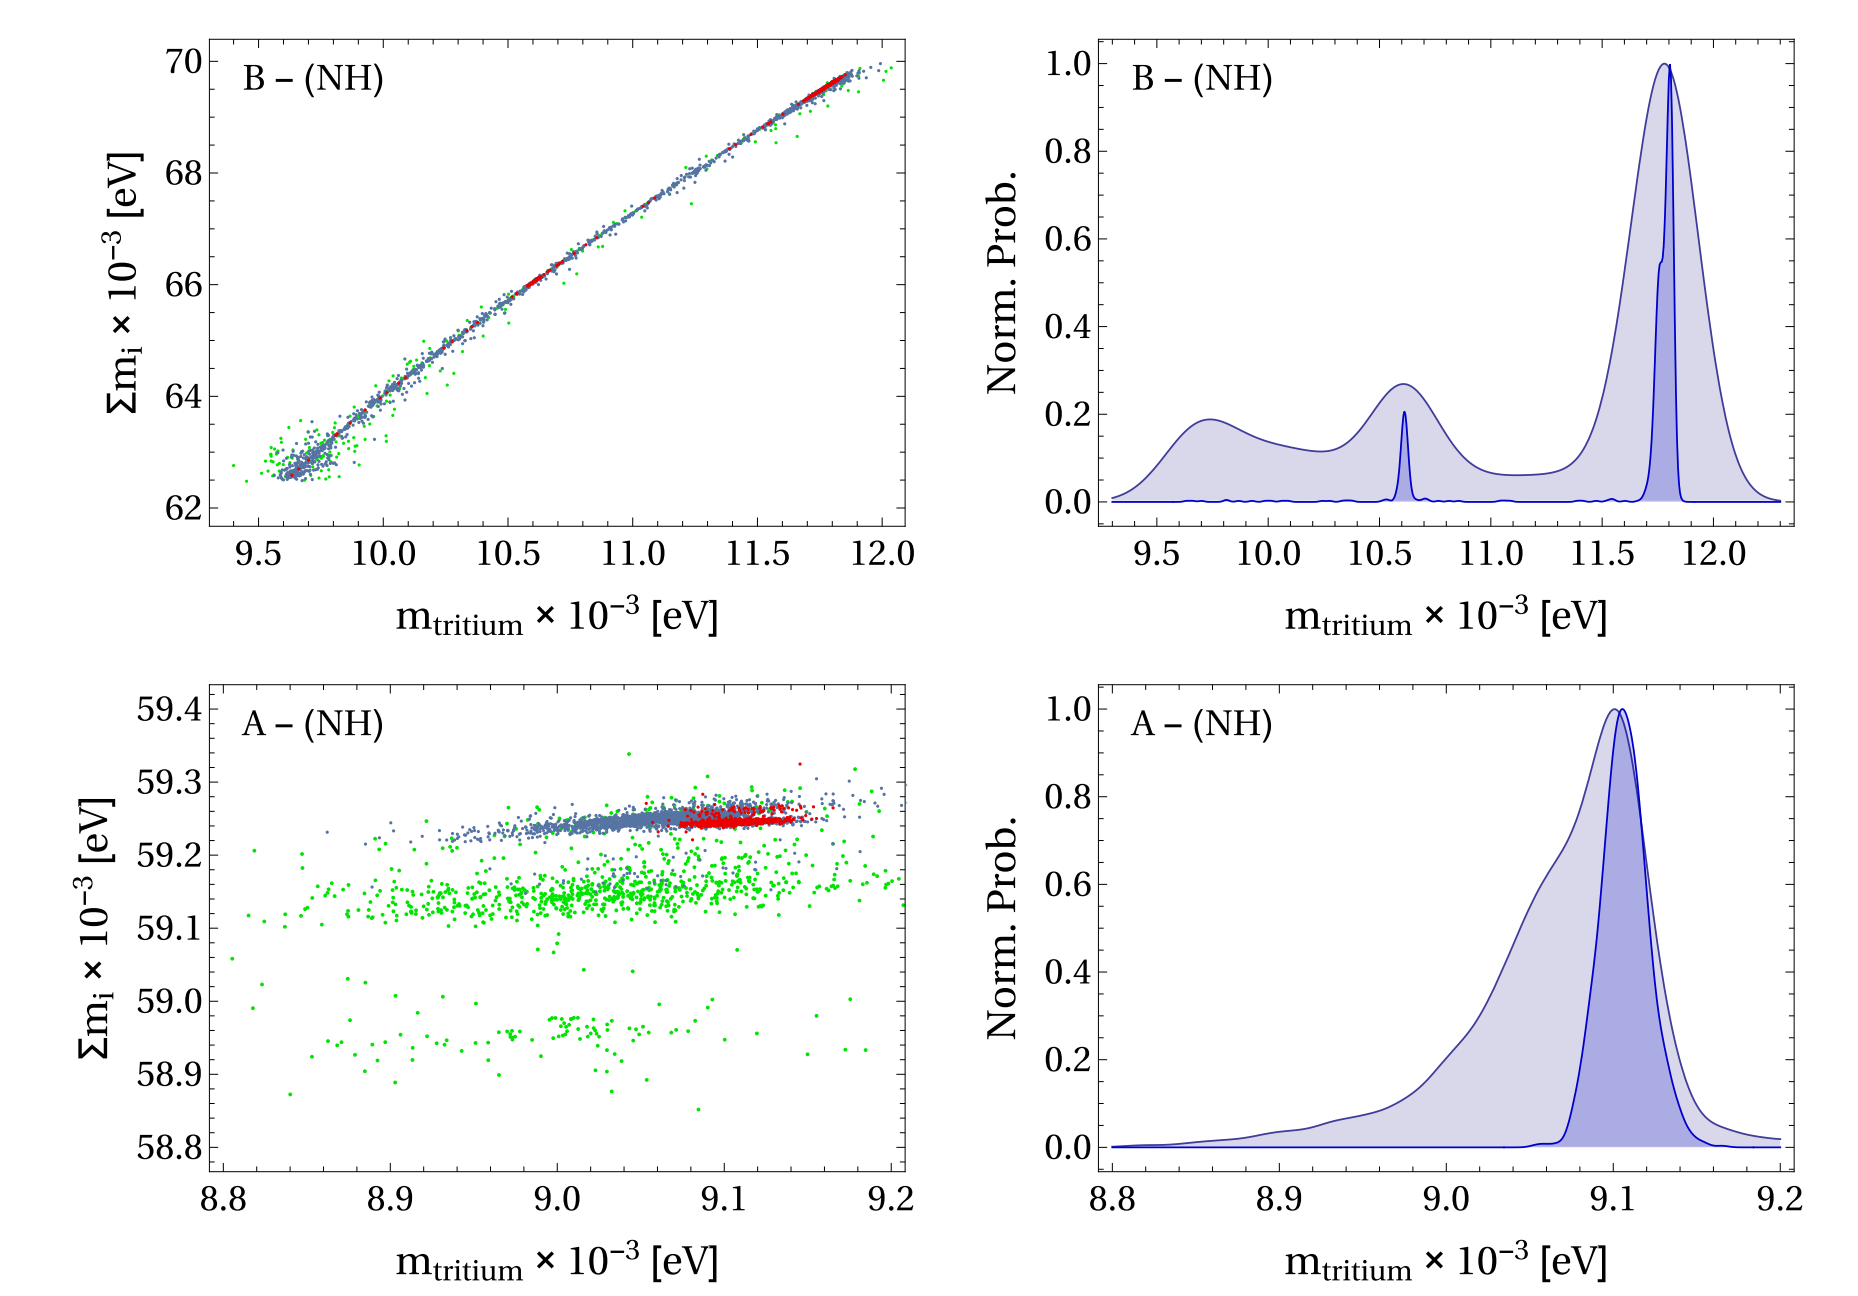 B – (NH)
70
68
66
64
62
Σmᵢ × 10⁻³ [eV]
9.5 10.0 10.5 11.0 11.5 12.0
m_tritium × 10⁻³ [eV]
B – (NH)
1.0
0.8
0.6
0.4
0.2
0.0
Norm. Prob.
9.5 10.0 10.5 11.0 11.5 12.0
m_tritium × 10⁻³ [eV]
A – (NH)
59.4
59.3
59.2
59.1
59.0
58.9
58.8
Σmᵢ × 10⁻³ [eV]
8.8 8.9 9.0 9.1 9.2
m_tritium × 10⁻³ [eV]
A – (NH)
1.0
0.8
0.6
0.4
0.2
0.0
Norm. Prob.
8.8 8.9 9.0 9.1 9.2
m_tritium × 10⁻³ [eV]